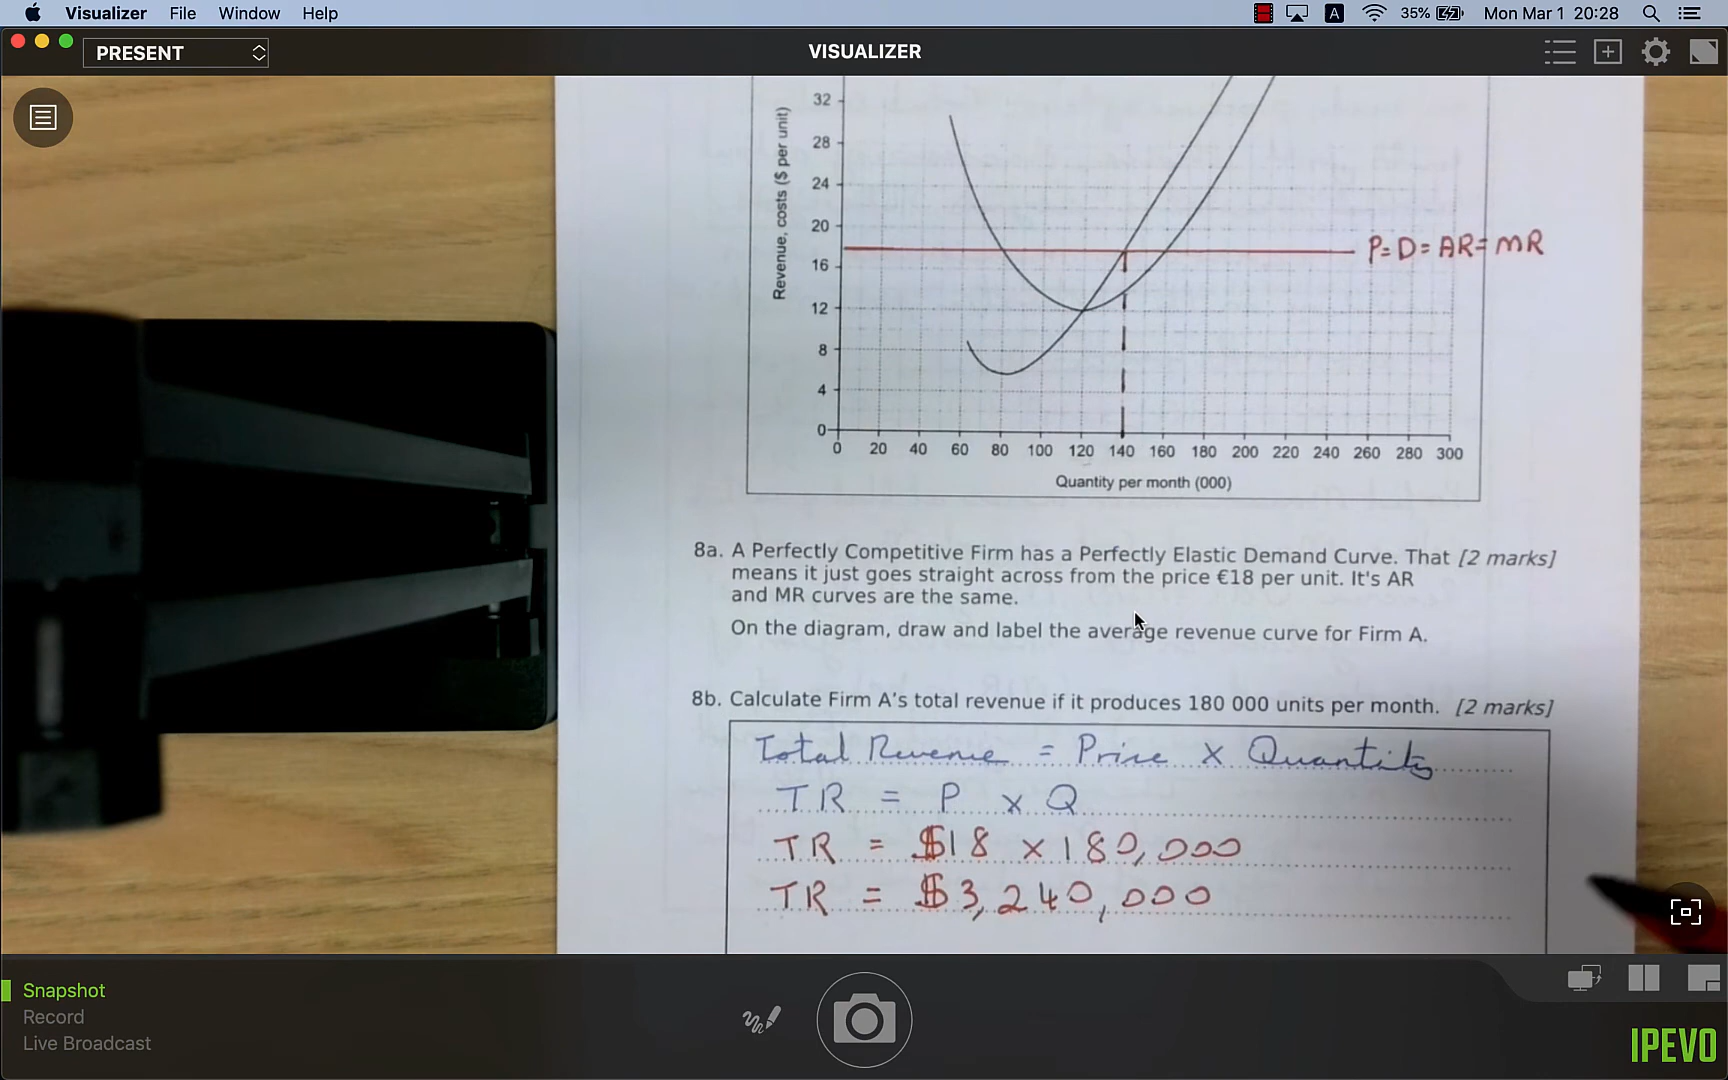 Visualizer File Window Help A 35% Mon Mar 1 20:28
PRESENT
VISUALIZER
Revenue, costs ($ per unit)
32
28
24
20
16
12
8
4
0
P=D=AR=MR
0 20 40 60 80 100 120 140 160 180 200 220 240 260 280 300
Quantity per month (000)
8a. A Perfectly Competitive Firm has a Perfectly Elastic Demand Curve. That [2 marks]
means it just goes straight across from the price €18 per unit. It's AR
and MR curves are the same.
On the diagram, draw and label the average revenue curve for Firm A.
8b. Calculate Firm A's total revenue if it produces 180 000 units per month. [2 marks]
Total Revenue = Price x Quantity
TR = P x Q
TR = $18 x 180,000
TR = $3,240,000
Snapshot
Record
Live Broadcast
IPEVO